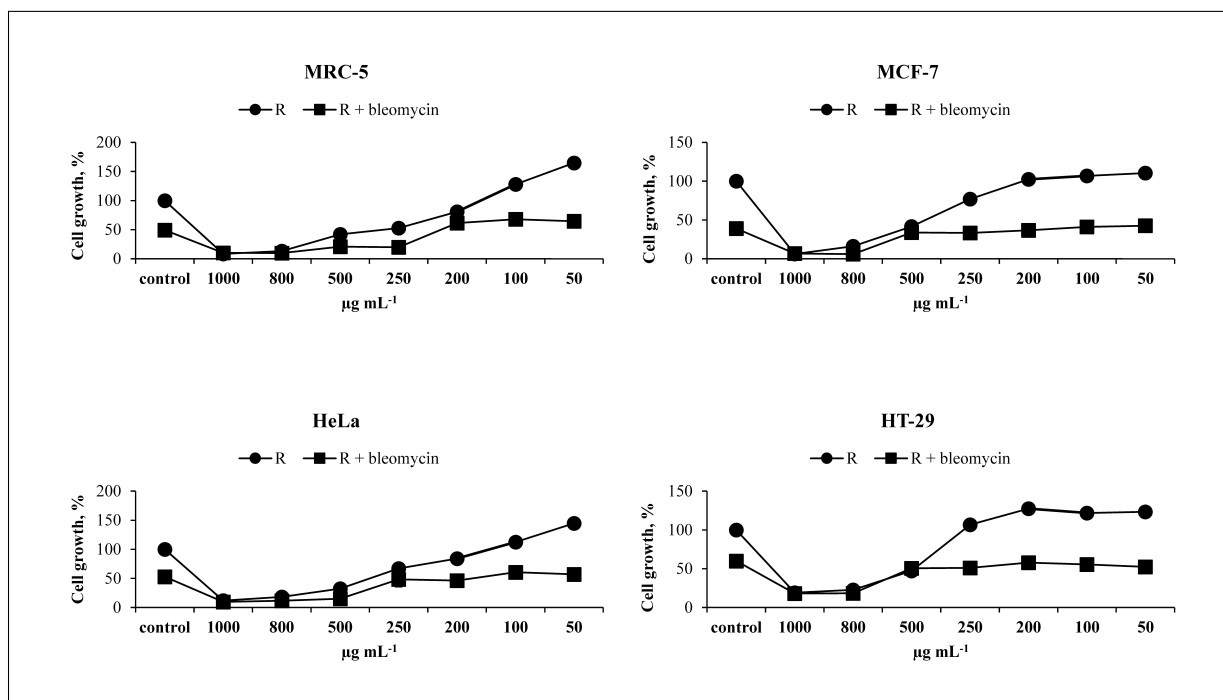 MRC-5
R R + bleomycin
Cell growth, %
200
150
100
50
0
control 1000 800 500 250 200 100 50
µg mL-1
MCF-7
R R + bleomycin
Cell growth, %
150
100
50
0
control 1000 800 500 250 200 100 50
µg mL-1
HeLa
R R + bleomycin
Cell growth, %
200
150
100
50
0
control 1000 800 500 250 200 100 50
µg mL-1
HT-29
R R + bleomycin
Cell growth, %
150
100
50
0
control 1000 800 500 250 200 100 50
µg mL-1